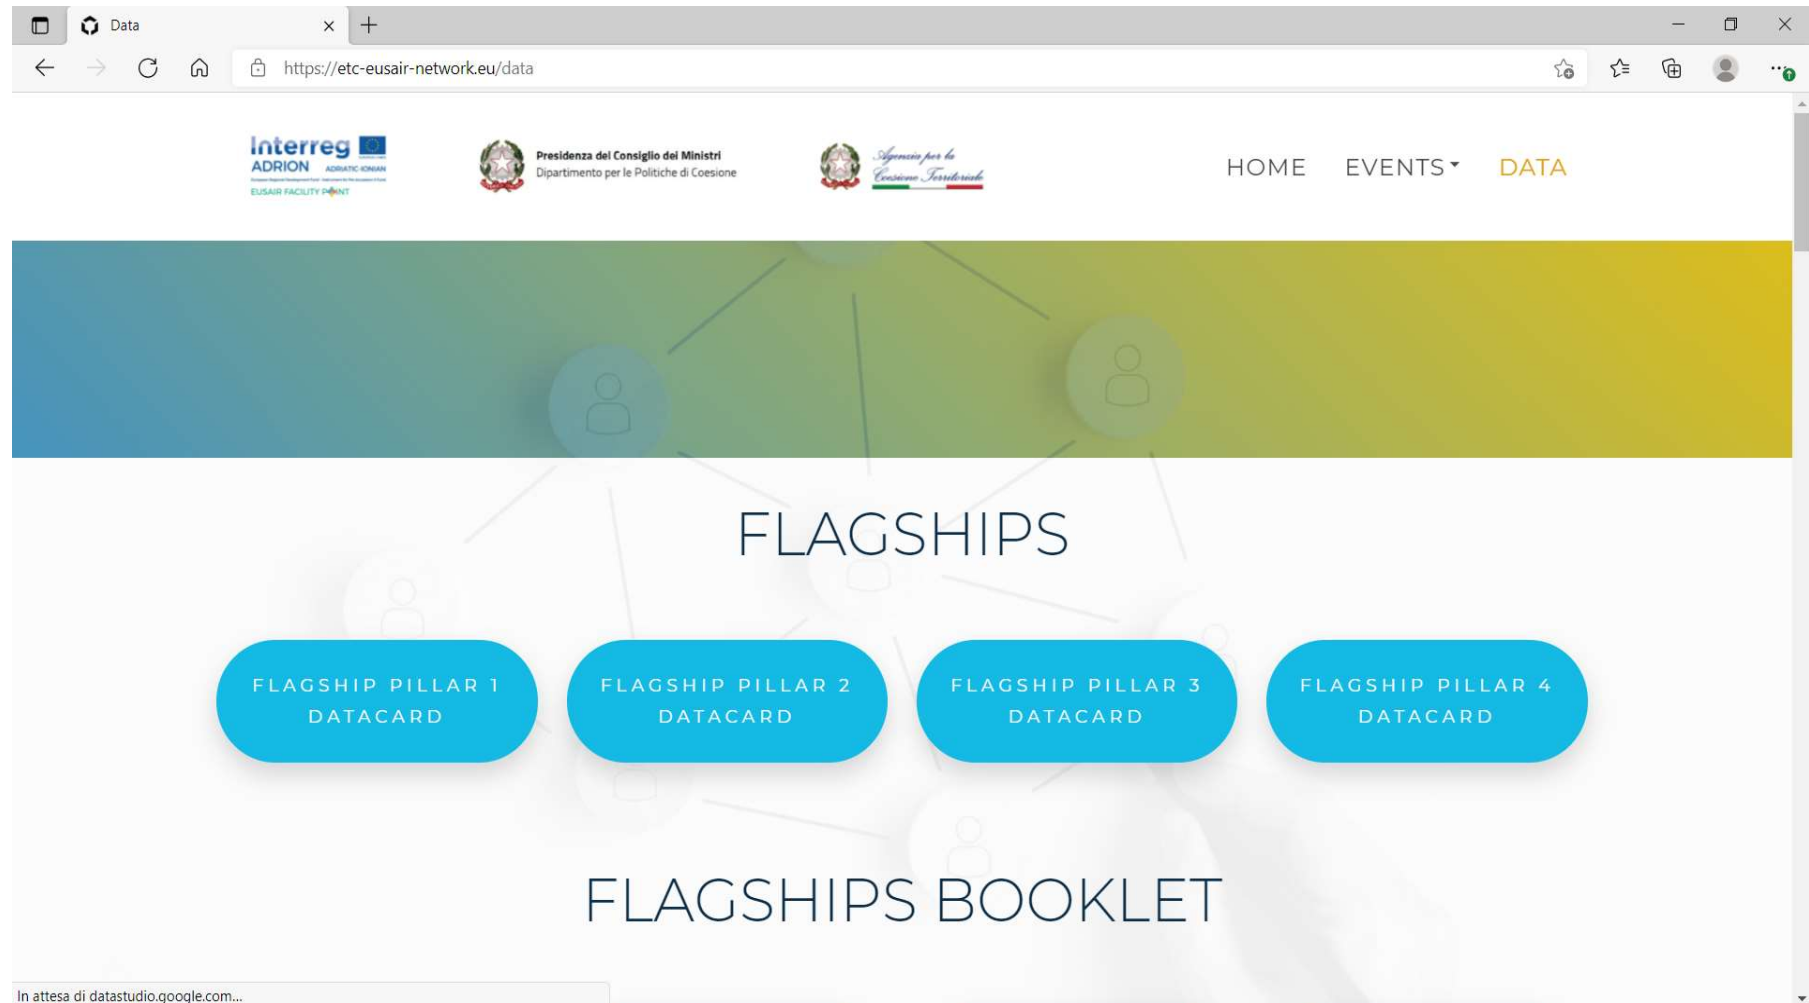 Data
https://etc-eusair-network.eu/data
Interreg
ADRION ADRIATIC-IONIAN
EUSAIR FACILITY POINT
Presidenza del Consiglio dei Ministri
Dipartimento per le Politiche di Coesione
Agenzia per la
Coesione Territoriale
HOME EVENTS DATA
FLAGSHIPS
FLAGSHIP PILLAR 1
DATACARD
FLAGSHIP PILLAR 2
DATACARD
FLAGSHIP PILLAR 3
DATACARD
FLAGSHIP PILLAR 4
DATACARD
FLAGSHIPS BOOKLET
In attesa di datastudio.google.com...